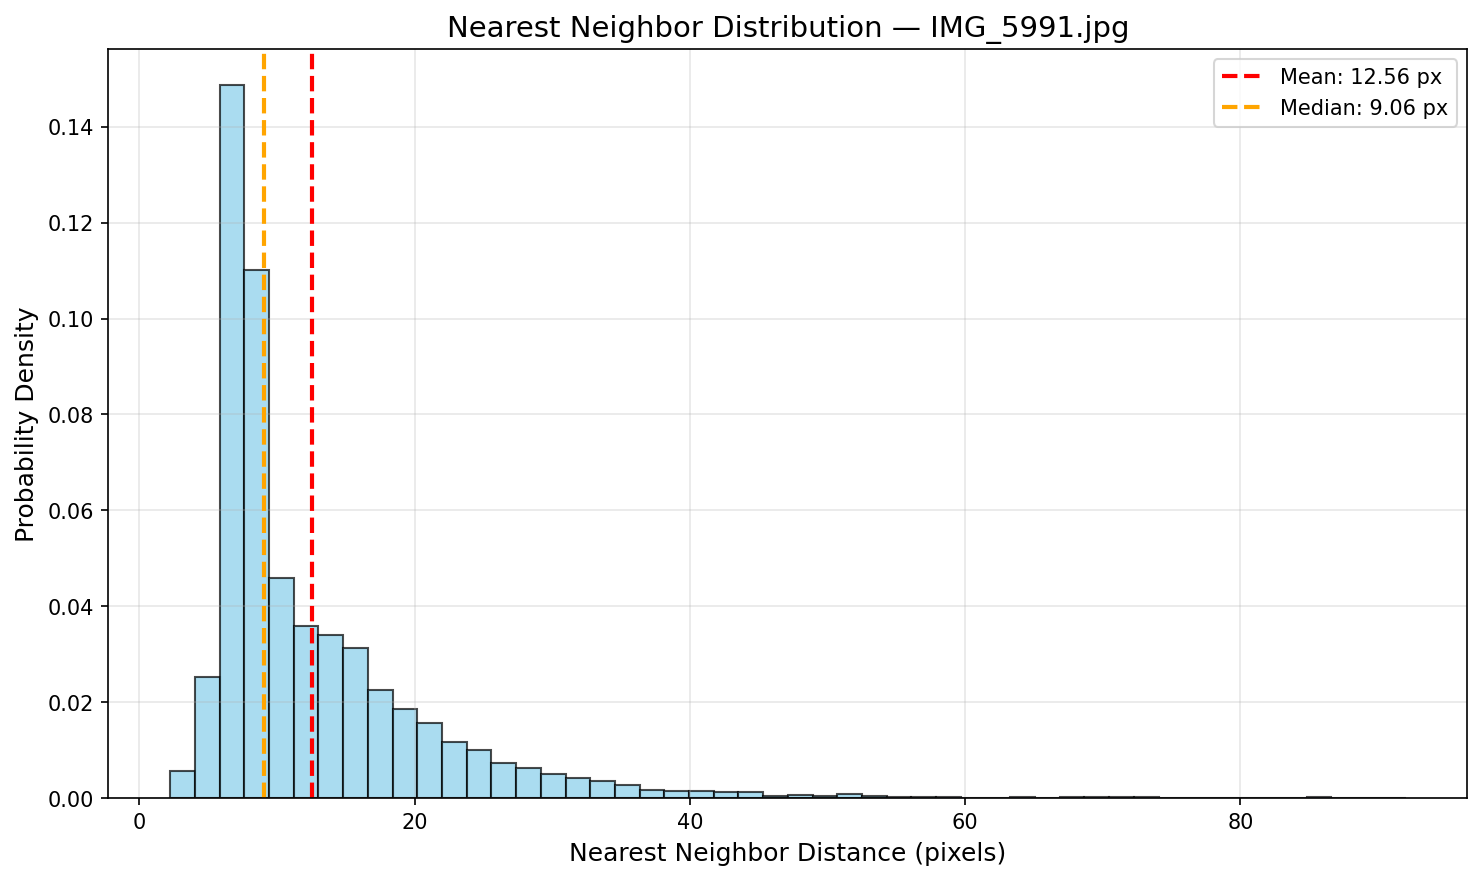 Nearest Neighbor Distribution — IMG_5991.jpg
Mean: 12.56 px
Median: 9.06 px
Probability Density
0.14
0.12
0.10
0.08
0.06
0.04
0.02
0.00
0 20 40 60 80
Nearest Neighbor Distance (pixels)